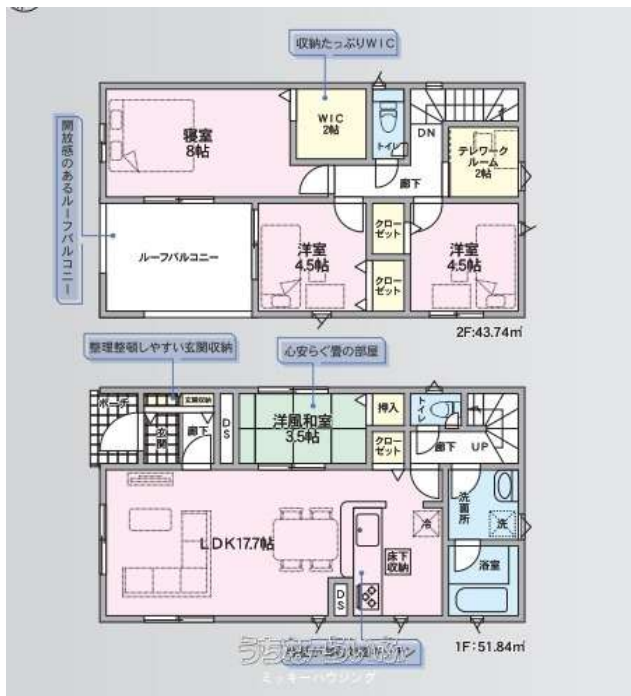 収納たっぷりWIC
開放感のあるルーフバルコニー
寝室
8帖
WIC
2帖
トイレ
DN
テレワーク
ルーム
2帖
廊下
ルーフバルコニー
洋室
4.5帖
クロー
ゼット
クロー
ゼット
洋室
4.5帖
2F:43.74㎡
整理整頓しやすい玄関収納
心安らぐ畳の部屋
ポーチ
玄関
玄関収納
廊下
DS
洋風和室
3.5帖
押入
クロー
ゼット
トイレ
廊下
UP
LDK17.7帖
冷
床下
収納
DS
洗面所
洗
浴室
1F:51.84㎡
うちなーらいふ
ミッキーハウジング